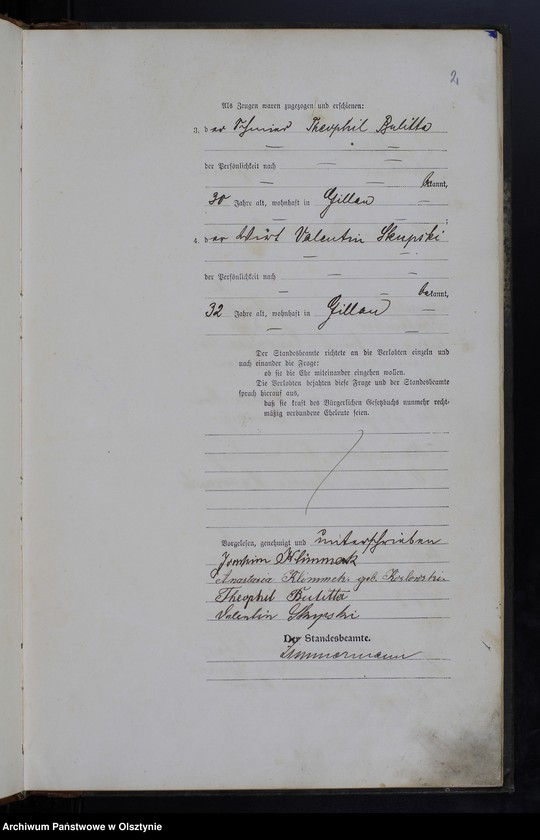 2
Als Zeugen waren zugezogen und erschienen:
3. der Schmied Theophil Bulitta
der Persönlichkeit nach
bekannt,
30 Jahre alt, wohnhaft in Gillau
;
4. der Wirt Valentin Skupski
der Persönlichkeit nach
bekannt,
32 Jahre alt, wohnhaft in Gillau
Der Standesbeamte richtete an die Verlobten einzeln und
nach einander die Frage:
ob sie die Ehe miteinander eingehen wollen.
Die Verlobten bejahten diese Frage und der Standesbeamte
sprach hierauf aus,
daß sie kraft des Bürgerlichen Gesetzbuchs nunmehr recht-
mäßig verbundene Eheleute seien.
Vorgelesen, genehmigt und unterschrieben
Joachim Klimmek
Anastasia Klimmek geb. Koslowski
Theophil Bulitta
Valentin Skupski
Der Standesbeamte.
Zimmermann
Archiwum Państwowe w Olsztynie